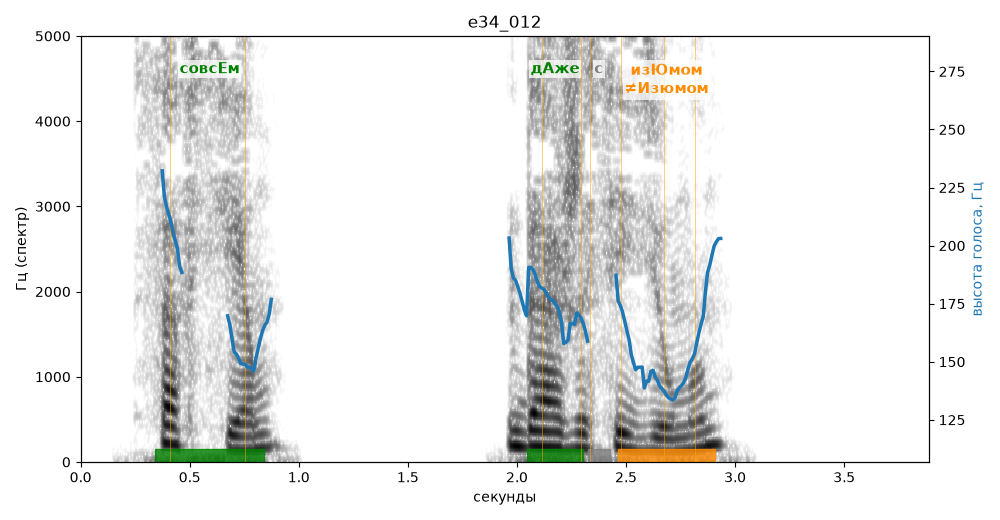 e34_012
5000
4000
3000
2000
1000
0
Гц (спектр)
совсЕм
дАже
/с
изЮмом
≠Изюмом
275
250
225
200
175
150
125
высота голоса, Гц
0.0 0.5 1.0 1.5 2.0 2.5 3.0 3.5
секунды